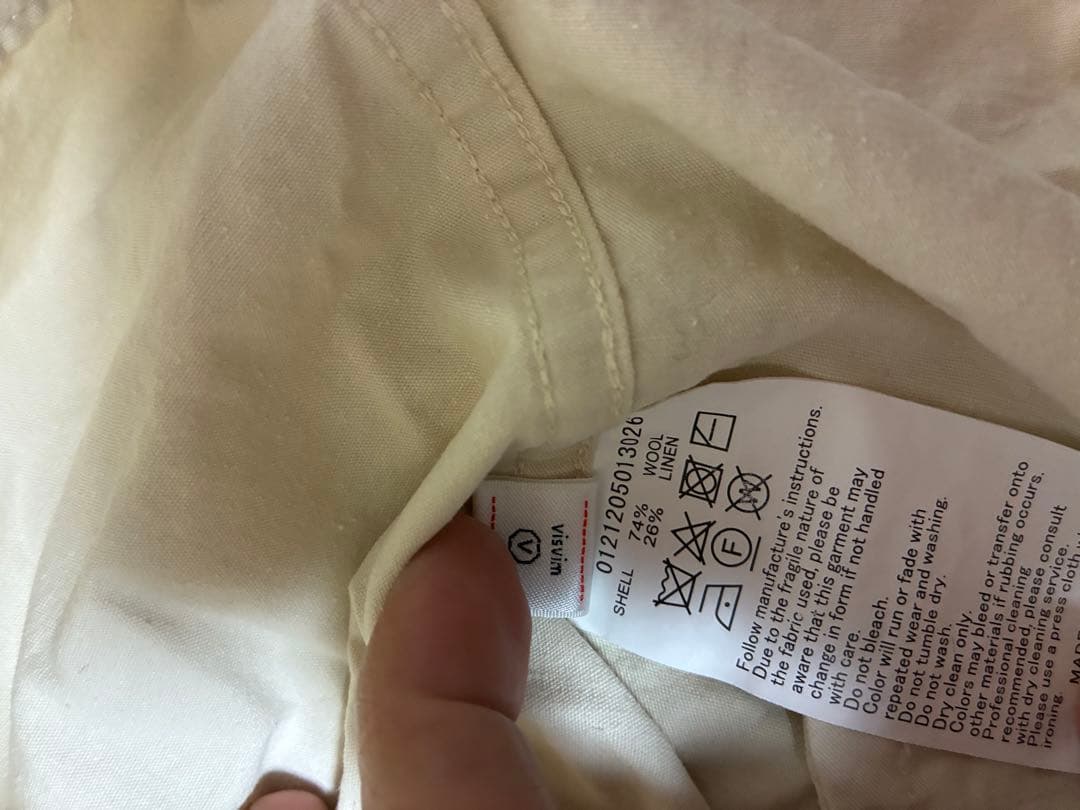 visvim
0121205013026
SHELL 74% WOOL
26% LINEN
F
W
Follow manufacture's instructions.
Due to the fragile nature of
the fabric used, please be
aware that this garment may
change in form if not handled
with care.
Do not bleach.
Color will run or fade with
repeated wear and washing.
Do not tumble dry.
Do not wash.
Dry clean only.
Colors may bleed or transfer onto
other materials if rubbing occurs.
Professional cleaning
recommended, please consult
with dry cleaning service.
Please use a press cloth
ironing.